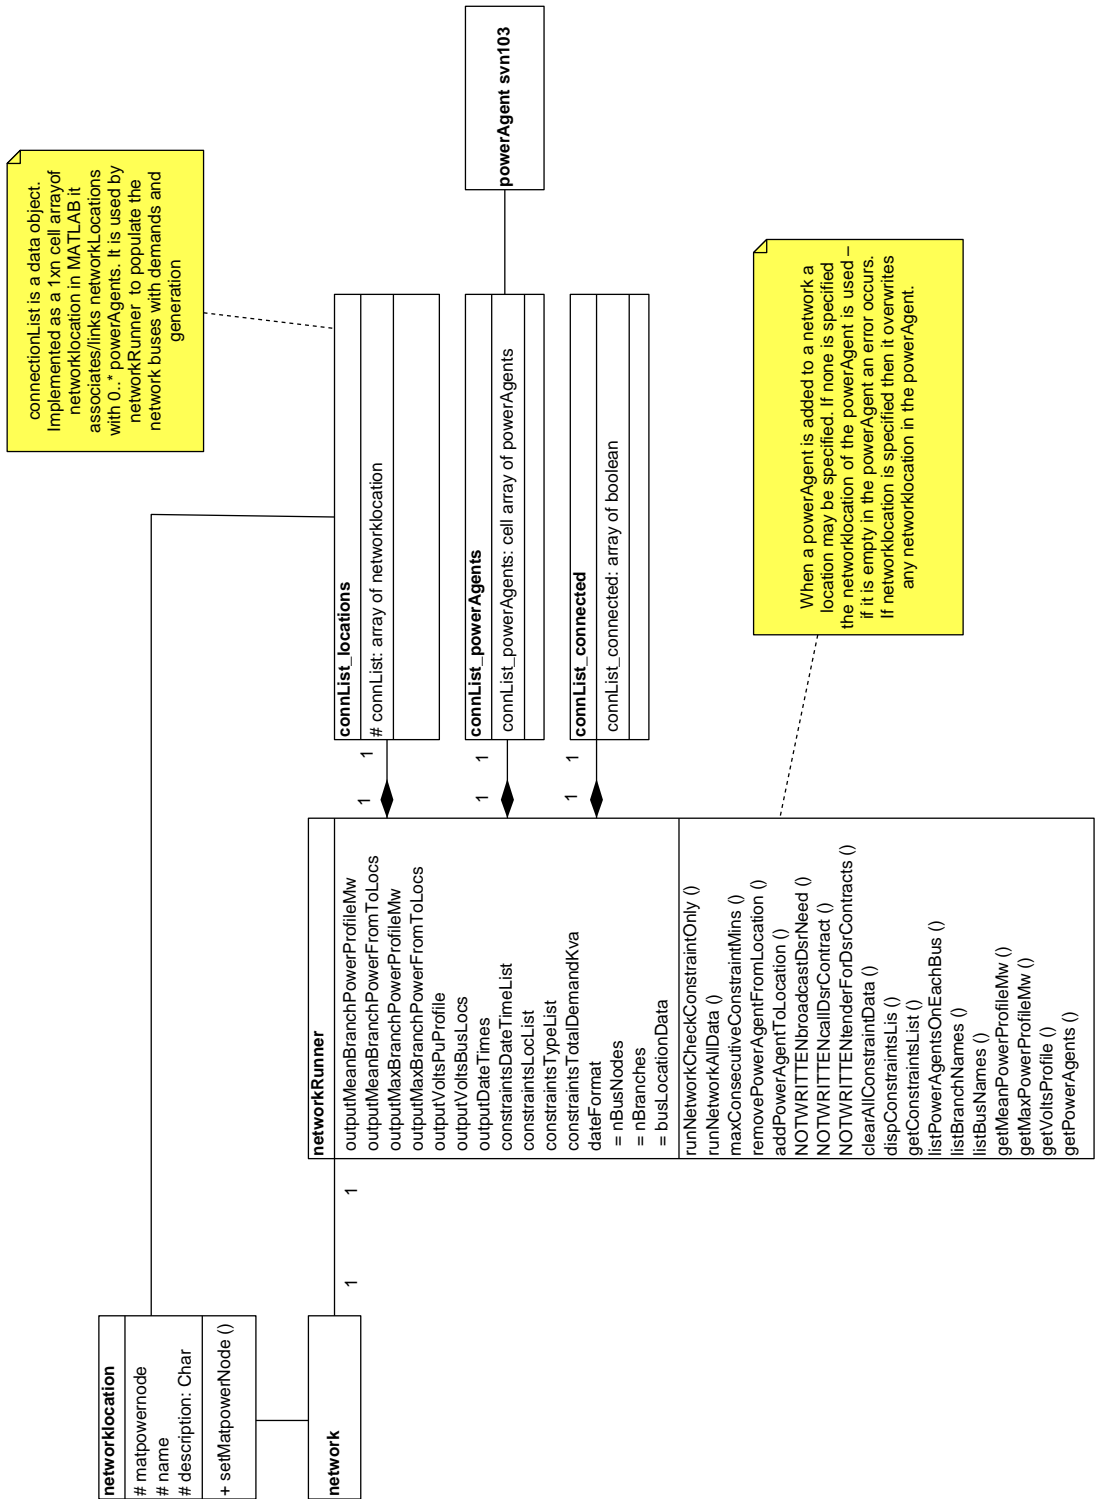 connectionList is a data object.
Implemented as a 1xn cell arrayof
networklocation in MATLAB it
associates/links networkLocations
with 0..* powerAgents. It is used by
networkRunner to populate the
network buses with demands and
generation
networklocation
# matpowernode
# name
# description: Char
+ setMatpowerNode ()
network
1
1
networkRunner
outputMeanBranchPowerProfileMw
outputMeanBranchPowerFromToLocs
outputMaxBranchPowerProfileMw
outputMaxBranchPowerFromToLocs
outputVoltsPuProfile
outputVoltsBusLocs
outputDateTimes
constraintsDateTimeList
constraintsLocList
constraintsTypeList
constraintsTotalDemandKva
dateFormat
= nBusNodes
= nBranches
= busLocationData
runNetworkCheckConstraintOnly ()
runNetworkAllData ()
maxConsecutiveConstraintMins ()
removePowerAgentFromLocation ()
addPowerAgentToLocation ()
NOTWRITTENbroadcastDsrNeed ()
NOTWRITTENcallDsrContract ()
NOTWRITTENtenderForDsrContracts ()
clearAllConstraintData ()
dispConstraintsLis ()
getConstraintsList ()
listPowerAgentsOnEachBus ()
listBranchNames ()
listBusNames ()
getMeanPowerProfileMw ()
getMaxPowerProfileMw ()
getVoltsProfile ()
getPowerAgents ()
1
1
connList_locations
# connList: array of networklocation
1
1
connList_powerAgents
connList_powerAgents: cell array of powerAgents
1
1
connList_connected
connList_connected: array of boolean
powerAgent svn103
When a powerAgent is added to a network a
location may be specified. If none is specified
the networklocation of the powerAgent is used –
if it is empty in the powerAgent an error occurs.
If networklocation is specified then it overwrites
any networklocation in the powerAgent.